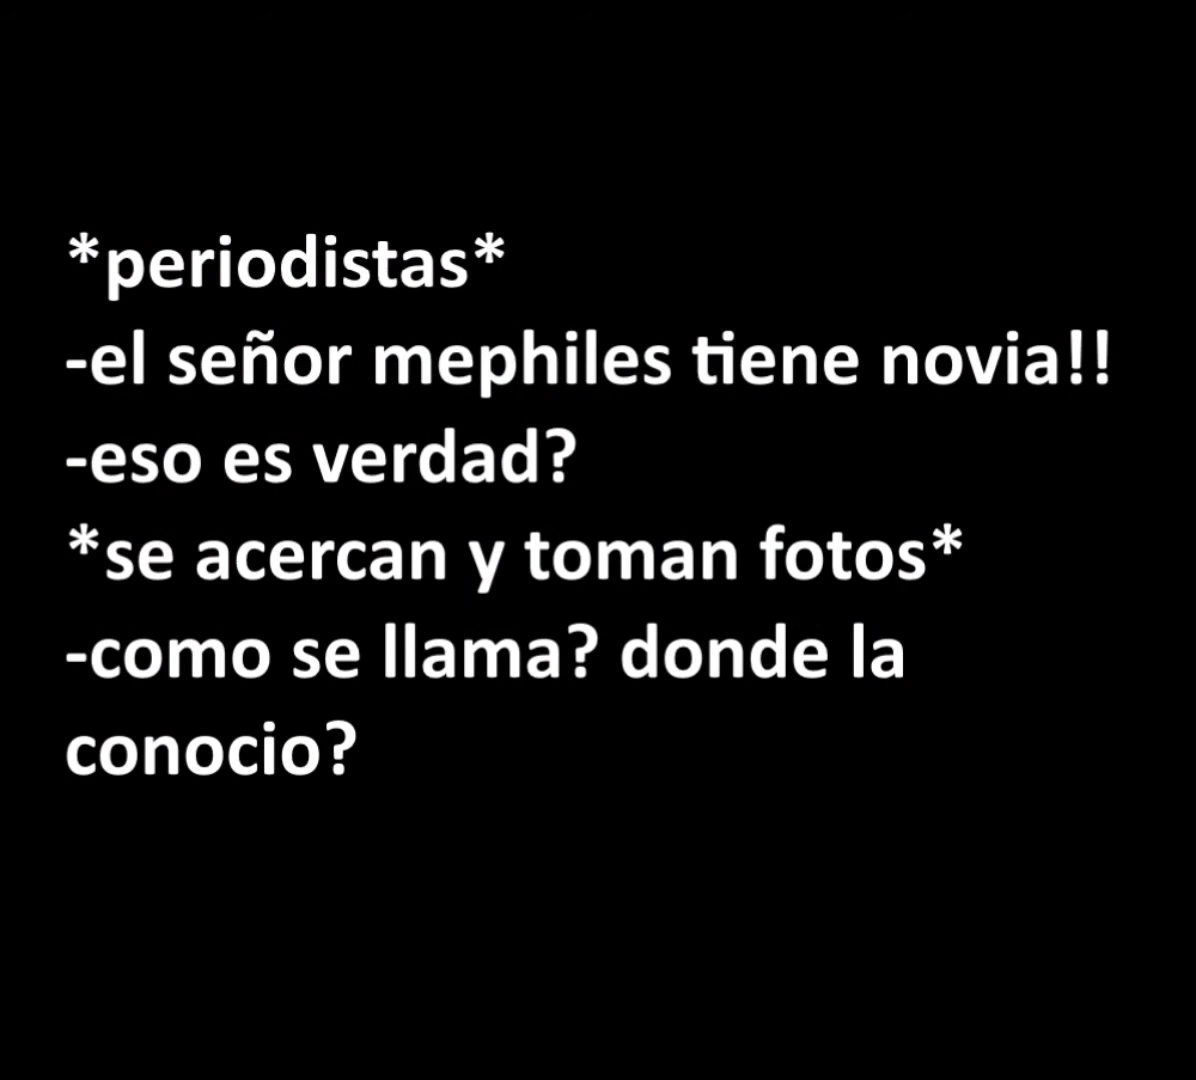 *periodistas*
-el señor mephiles tiene novia!!
-eso es verdad?
*se acercan y toman fotos*
-como se llama? donde la
conocio?